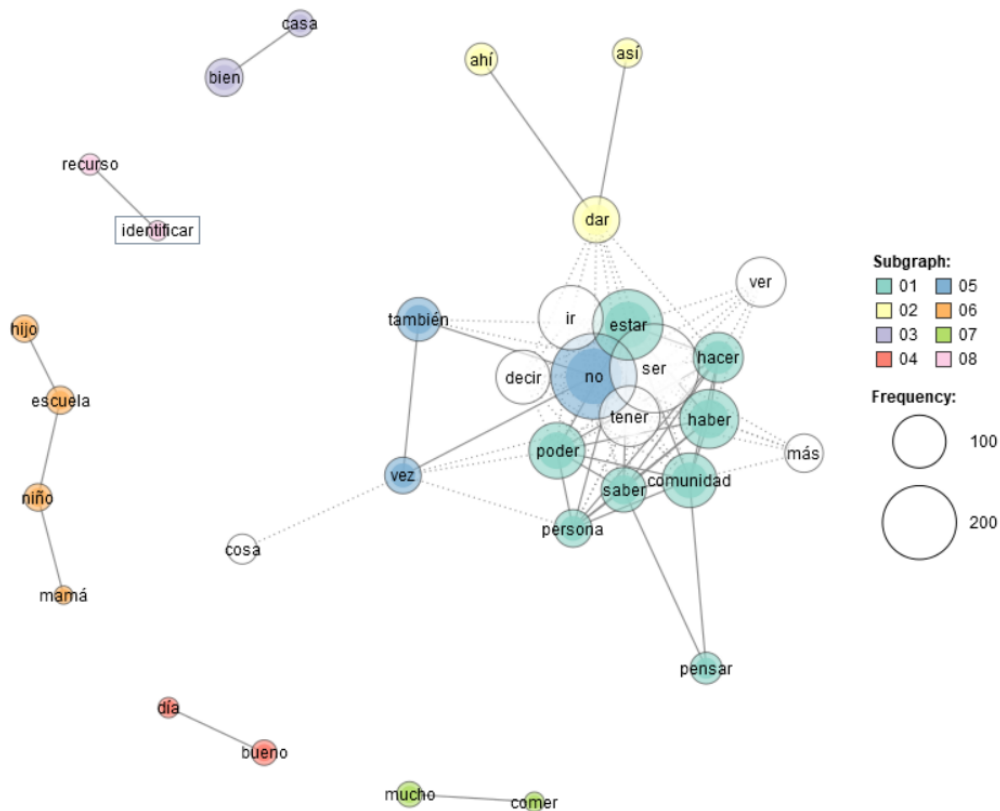 casa
bien
ahí
así
recurso
identificar
dar
ver
hijo
también
ir
estar
hacer
ser
no
decir
escuela
tener
haber
poder
más
vez
saber
comunidad
niño
persona
cosa
mamá
pensar
día
bueno
mucho
comer
Subgraph:
01 05
02 06
03 07
04 08
Frequency:
100
200